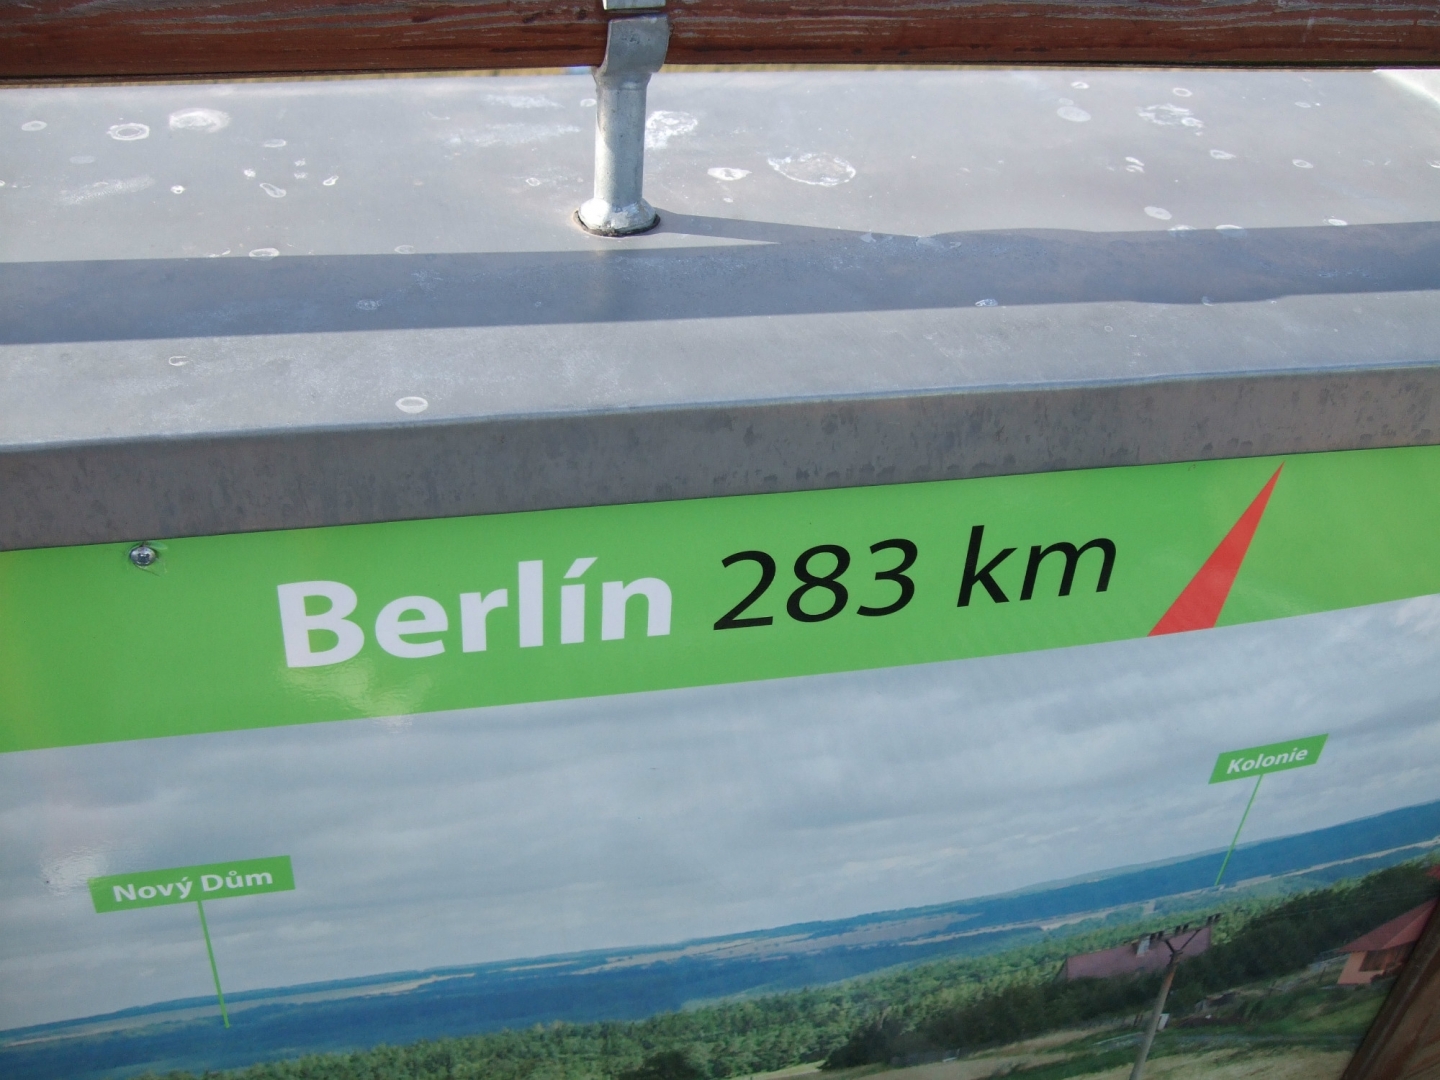 Berlín 283 km
Kolonie
Nový Dům